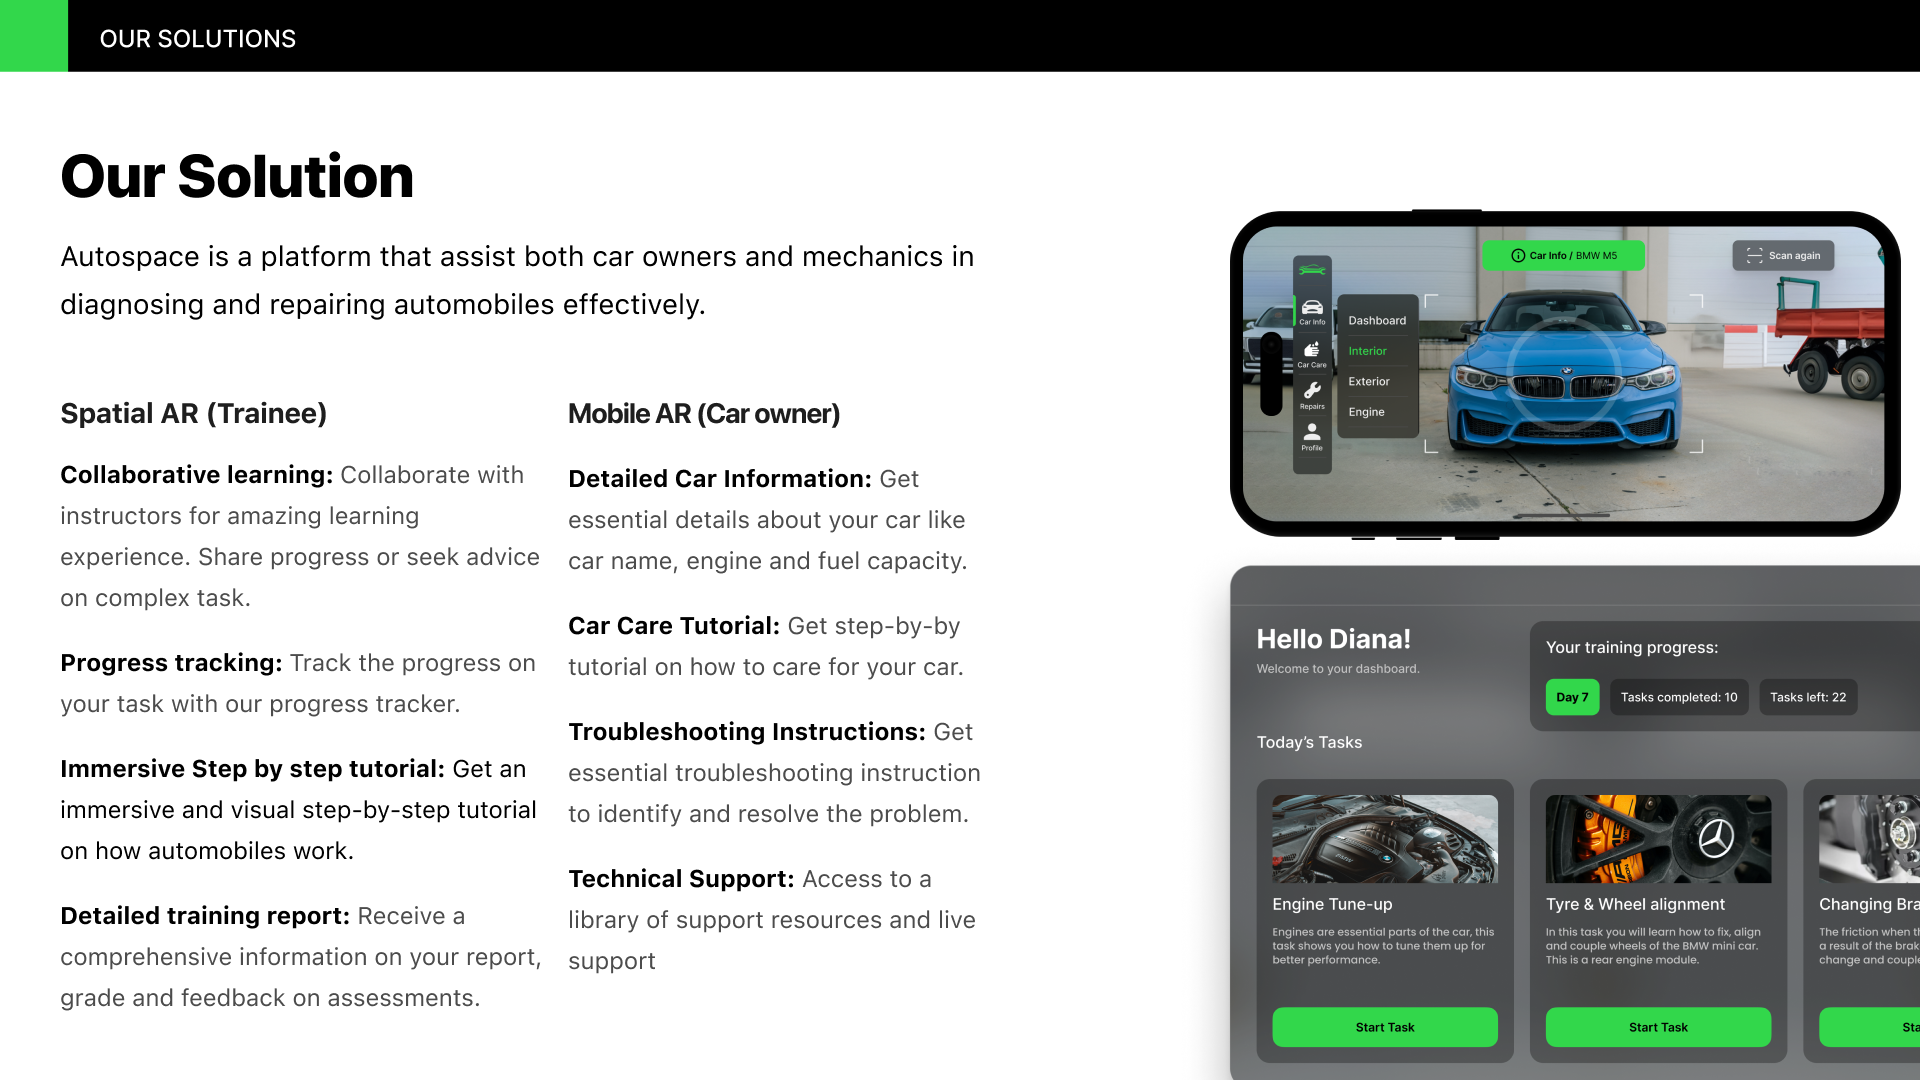 OUR SOLUTIONS
Our Solution
Autospace is a platform that assist both car owners and mechanics in
diagnosing and repairing automobiles effectively.
Spatial AR (Trainee)
Collaborative learning: Collaborate with
instructors for amazing learning
experience. Share progress or seek advice
on complex task.
Progress tracking: Track the progress on
your task with our progress tracker.
Immersive Step by step tutorial: Get an
immersive and visual step-by-step tutorial
on how automobiles work.
Detailed training report: Receive a
comprehensive information on your report,
grade and feedback on assessments.
Mobile AR (Car owner)
Detailed Car Information: Get
essential details about your car like
car name, engine and fuel capacity.
Car Care Tutorial: Get step-by-by
tutorial on how to care for your car.
Troubleshooting Instructions: Get
essential troubleshooting instruction
to identify and resolve the problem.
Technical Support: Access to a
library of support resources and live
support
Car Info / BMW M5
Scan again
Car Info
Car Care
Repairs
Profile
Dashboard
Interior
Exterior
Engine
Hello Diana!
Welcome to your dashboard.
Your training progress:
Day 7
Tasks completed: 10
Tasks left: 22
Today's Tasks
Engine Tune-up
Engines are essential parts of the car, this
task shows you how to tune them up for
better performance.
Start Task
Tyre & Wheel alignment
In this task you will learn how to fix, align
and couple wheels of the BMW mini car.
This is a rear engine module.
Start Task
Changing Bra
The friction when th
a result of the brak
change and couple
Sta